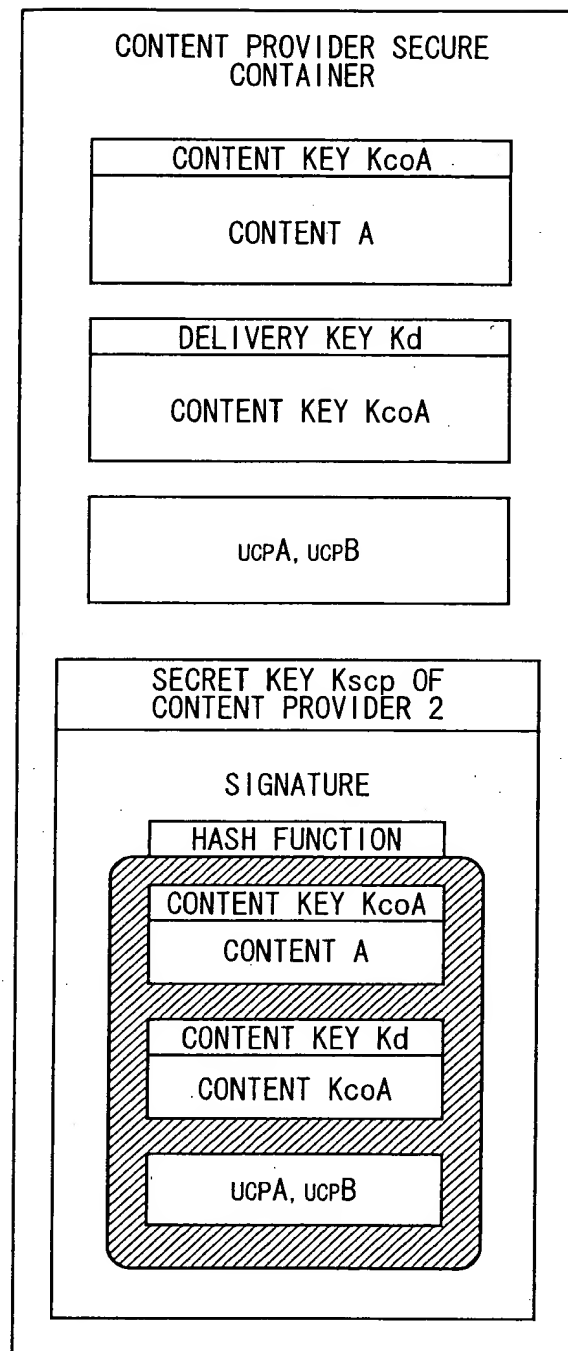 CONTENT PROVIDER SECURE
CONTAINER
CONTENT KEY KcoA
CONTENT A
DELIVERY KEY Kd
CONTENT KEY KcoA
UCPA, UCPB
SECRET KEY Kscp OF
CONTENT PROVIDER 2
SIGNATURE
HASH FUNCTION
CONTENT KEY KcoA
CONTENT A
CONTENT KEY Kd
CONTENT KcoA
UCPA, UCPB